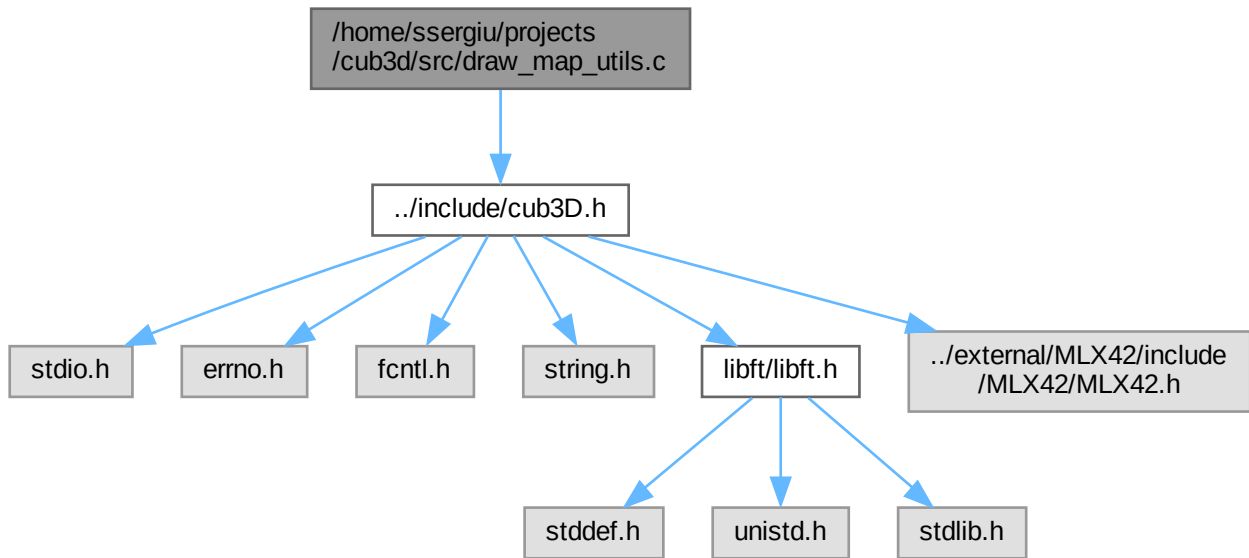 /home/ssergiu/projects
/cub3d/src/draw_map_utils.c
../include/cub3D.h
stdio.h
errno.h
fcntl.h
string.h
libft/libft.h
../external/MLX42/include
/MLX42/MLX42.h
stddef.h
unistd.h
stdlib.h